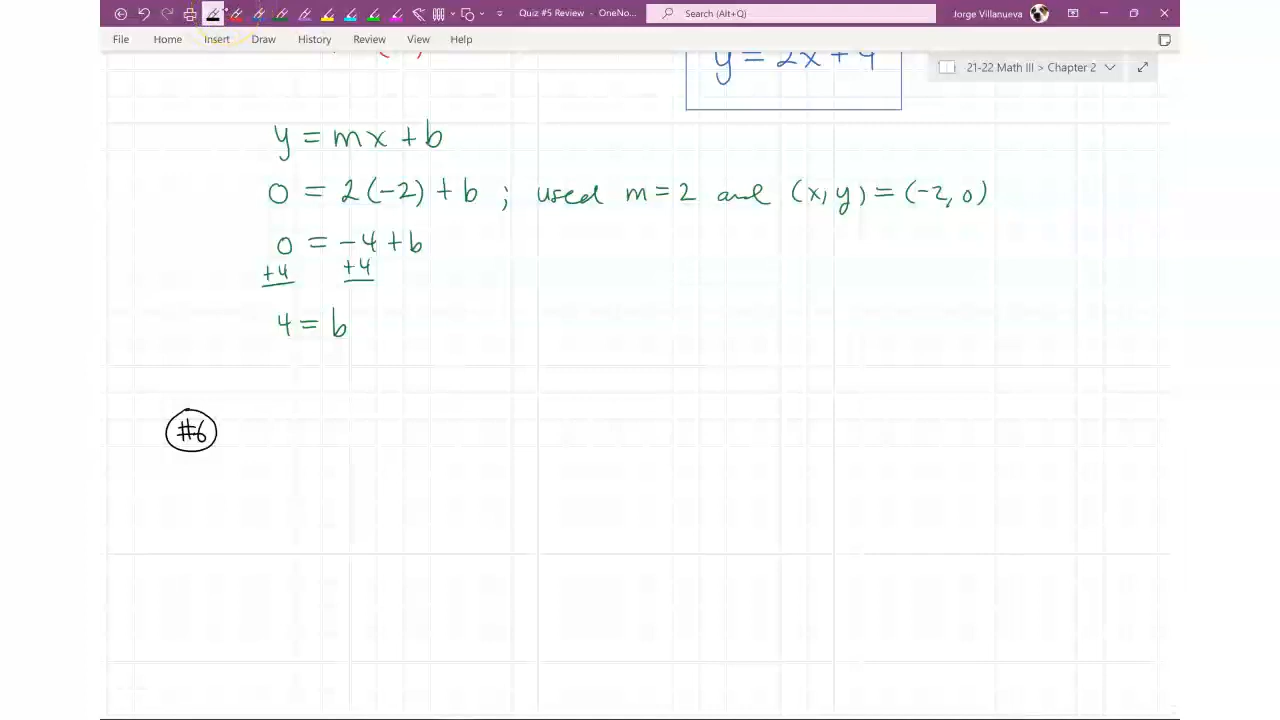 Quiz #5 Review - OneNo...
Search (Alt+Q)
Jorge Villanueva
File Home Insert Draw History Review View Help
y = 2x + 4
21-22 Math III > Chapter 2
y = mx + b
0 = 2(-2) + b ; used m = 2 and (x, y) = (-2, 0)
0 = -4 + b
+4 +4
4 = b
#6